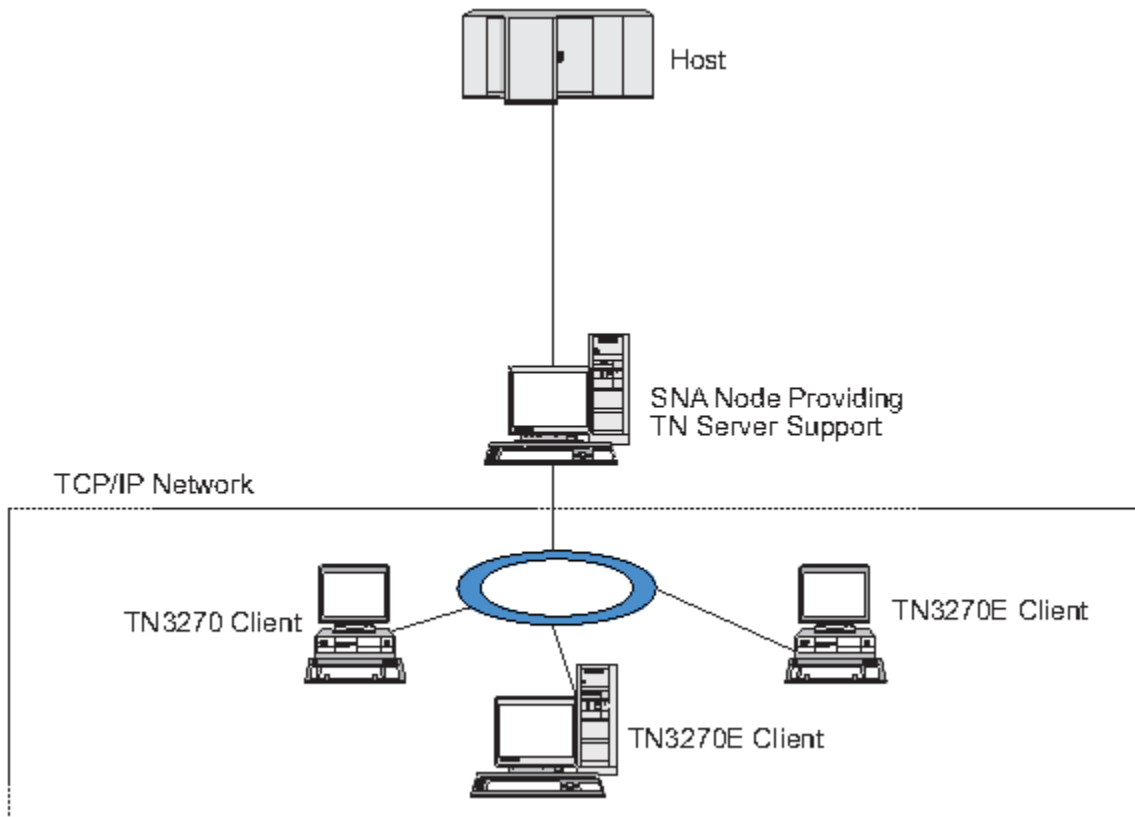 Host
SNA Node Providing
TN Server Support
TCP/IP Network
TN3270 Client
TN3270E Client
TN3270E Client